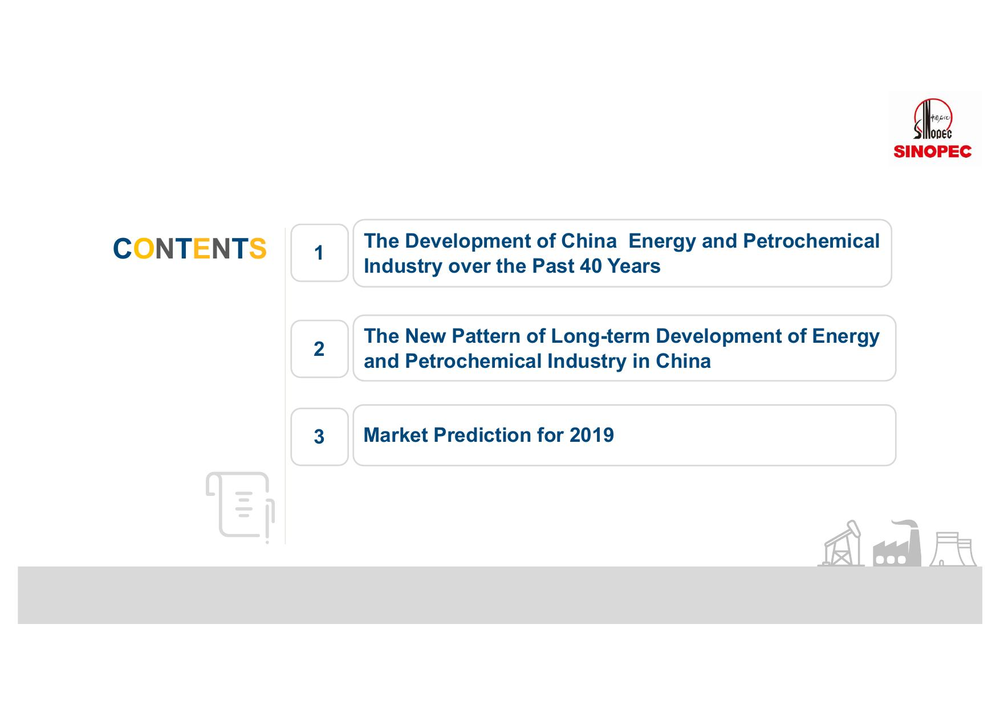 中国石化
SINOPEC
SINOPEC
CONTENTS
1
The Development of China  Energy and Petrochemical
Industry over the Past 40 Years
2
The New Pattern of Long-term Development of Energy
and Petrochemical Industry in China
3
Market Prediction for 2019